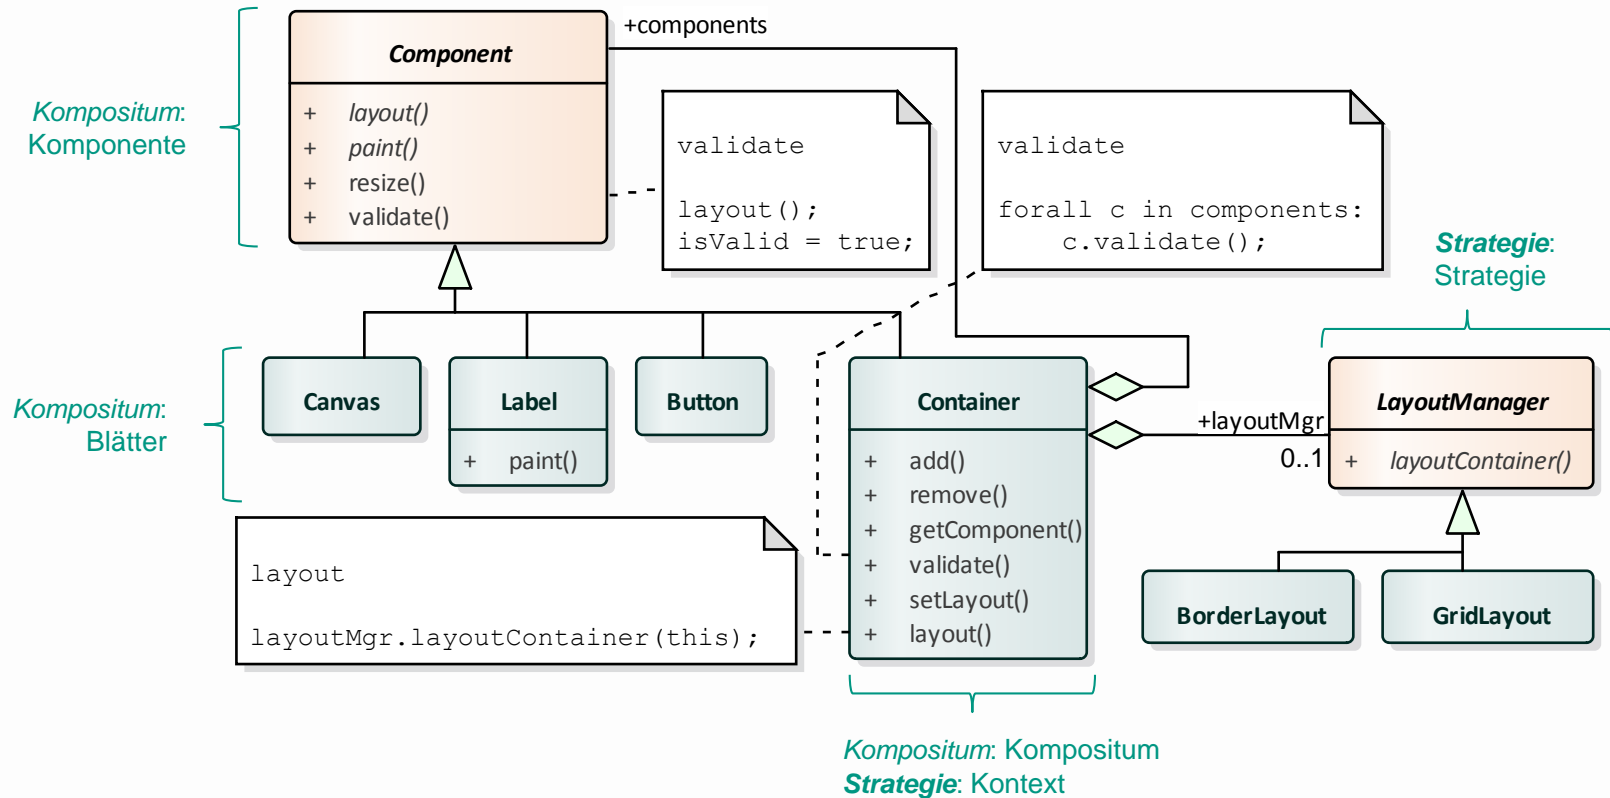 +components
Component
+ layout()
+ paint()
+ resize()
+ validate()
Kompositum:
Komponente
validate
layout();
isValid = true;
validate
forall c in components:
c.validate();
Strategie:
Strategie
Kompositum:
Blätter
Canvas
Label
+ paint()
Button
Container
+ add()
+ remove()
+ getComponent()
+ validate()
+ setLayout()
+ layout()
+layoutMgr
0..1
LayoutManager
+ layoutContainer()
layout
layoutMgr.layoutContainer(this);
BorderLayout
GridLayout
Kompositum: Kompositum
Strategie: Kontext